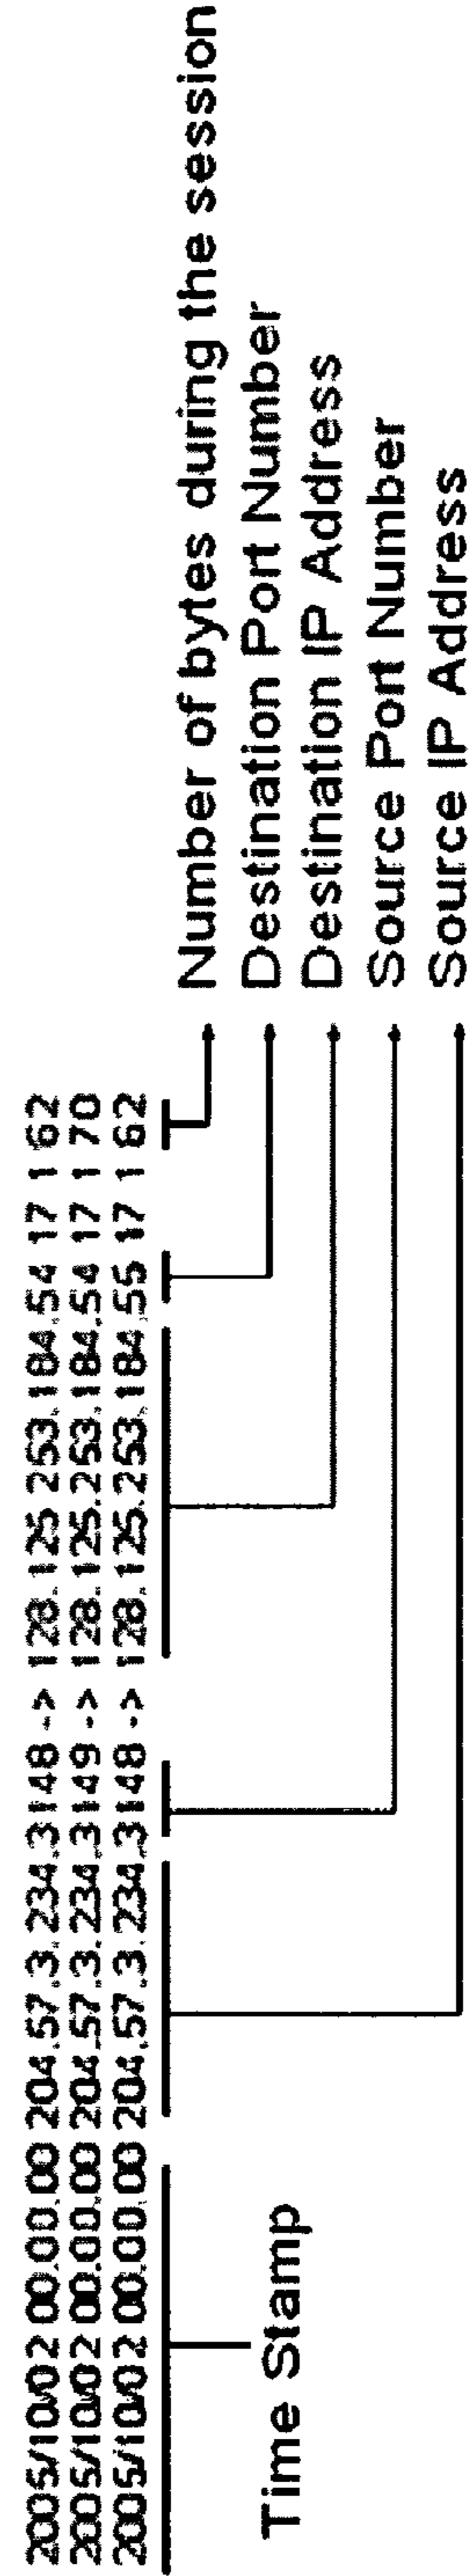 2005/10/02 00.00.00 204.57.3.234.3148 -> 128.125.253.184.54 17 1 62
2005/10/02 00.00.00 204.57.3.234.3149 -> 128.125.253.184.54 17 1 70
2005/10/02 00.00.00 204.57.3.234.3148 -> 128.125.253.184.55 17 1 62
Time Stamp
Number of bytes during the session
Destination Port Number
Destination IP Address
Source Port Number
Source IP Address